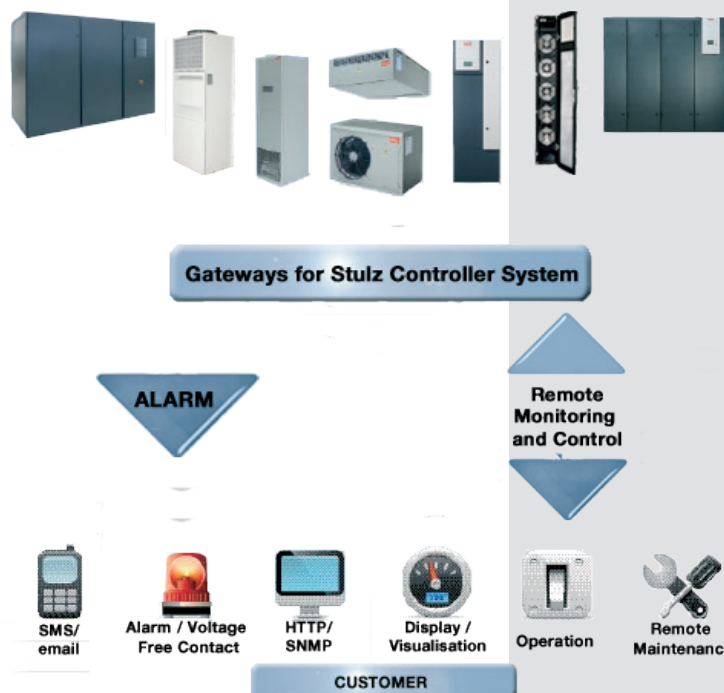 Gateways for Stulz Controller System
ALARM
Remote
Monitoring
and Control
SMS/
email
Alarm / Voltage
Free Contact
HTTP/
SNMP
Display /
Visualisation
Operation
Remote
Maintenanc
CUSTOMER